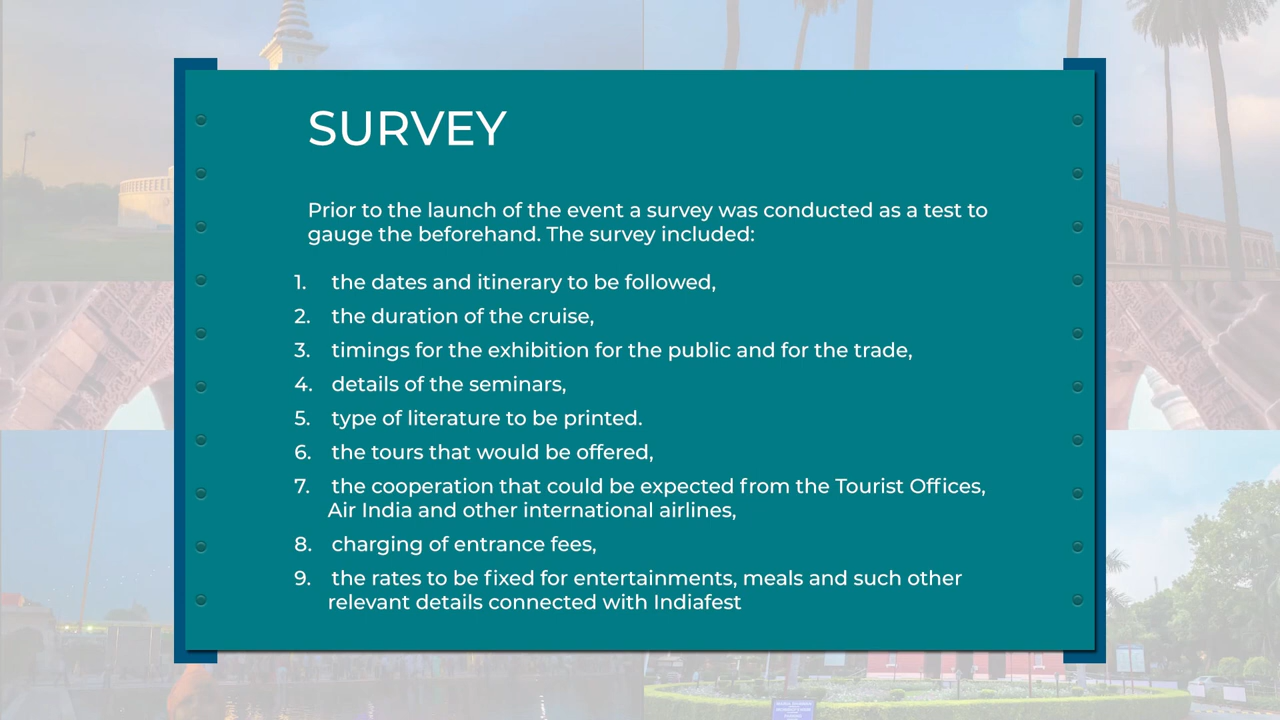 SURVEY
Prior to the launch of the event a survey was conducted as a test to
gauge the beforehand. The survey included:
1. the dates and itinerary to be followed,
2. the duration of the cruise,
3. timings for the exhibition for the public and for the trade,
4. details of the seminars,
5. type of literature to be printed.
6. the tours that would be offered,
7. the cooperation that could be expected from the Tourist Offices,
Air India and other international airlines,
8. charging of entrance fees,
9. the rates to be fixed for entertainments, meals and such other
relevant details connected with Indiafest